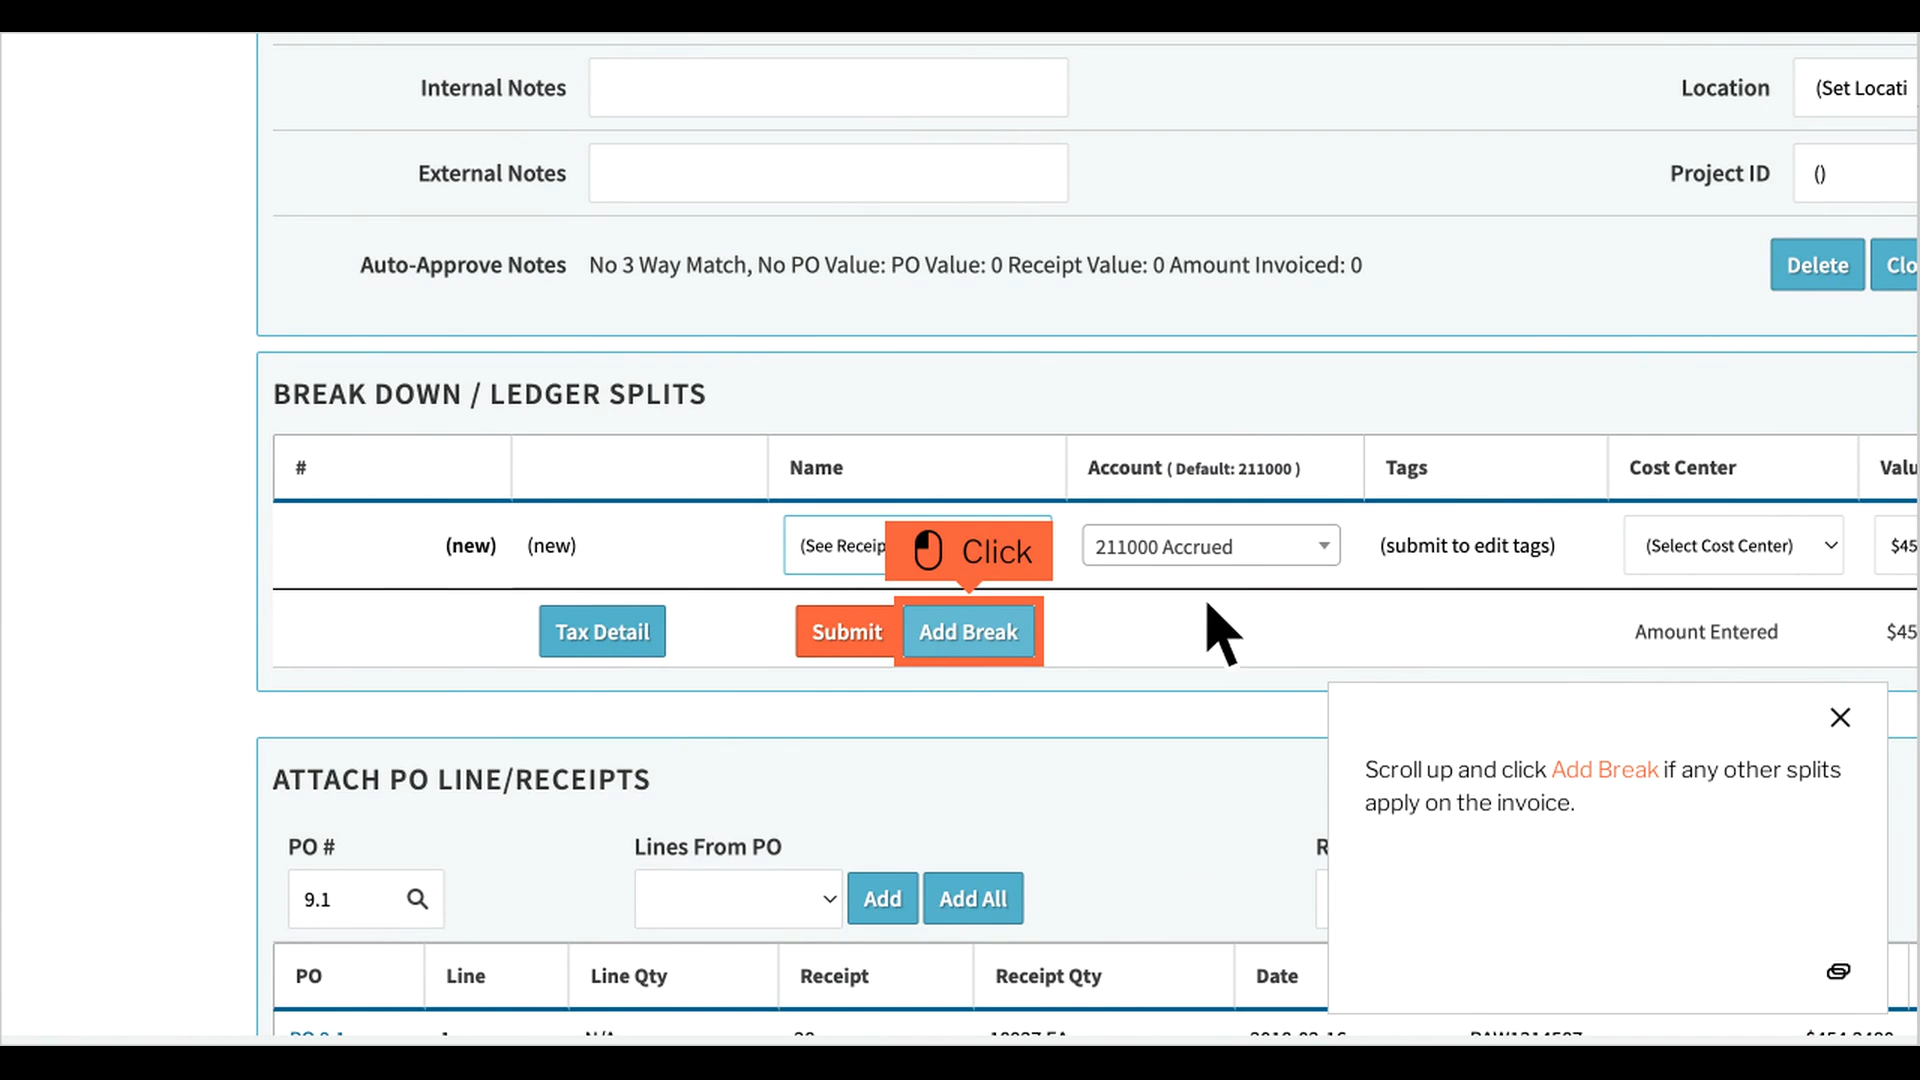 Internal Notes
Location
(Set Locati
External Notes
Project ID
()
Auto-Approve Notes
No 3 Way Match, No PO Value: PO Value: 0 Receipt Value: 0 Amount Invoiced: 0
Delete
Clo
BREAK DOWN / LEDGER SPLITS
#
Name
Account ( Default: 211000 )
Tags
Cost Center
Valu
(new)
(new)
(See Receip
Click
211000 Accrued
(submit to edit tags)
(Select Cost Center)
$45
Tax Detail
Submit
Add Break
Amount Entered
$45
Scroll up and click Add Break if any other splits
apply on the invoice.
ATTACH PO LINE/RECEIPTS
PO #
Lines From PO
R
9.1
Add
Add All
PO
Line
Line Qty
Receipt
Receipt Qty
Date